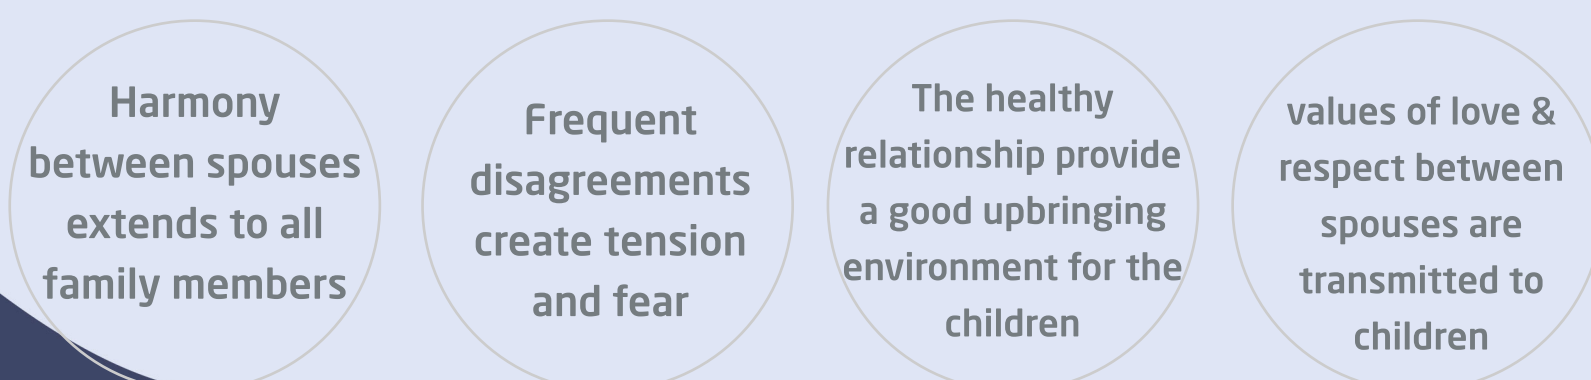 Harmony
between spouses
extends to all
family members
Frequent
disagreements
create tension
and fear
The healthy
relationship provide
a good upbringing
environment for the
children
values of love &
respect between
spouses are
transmitted to
children